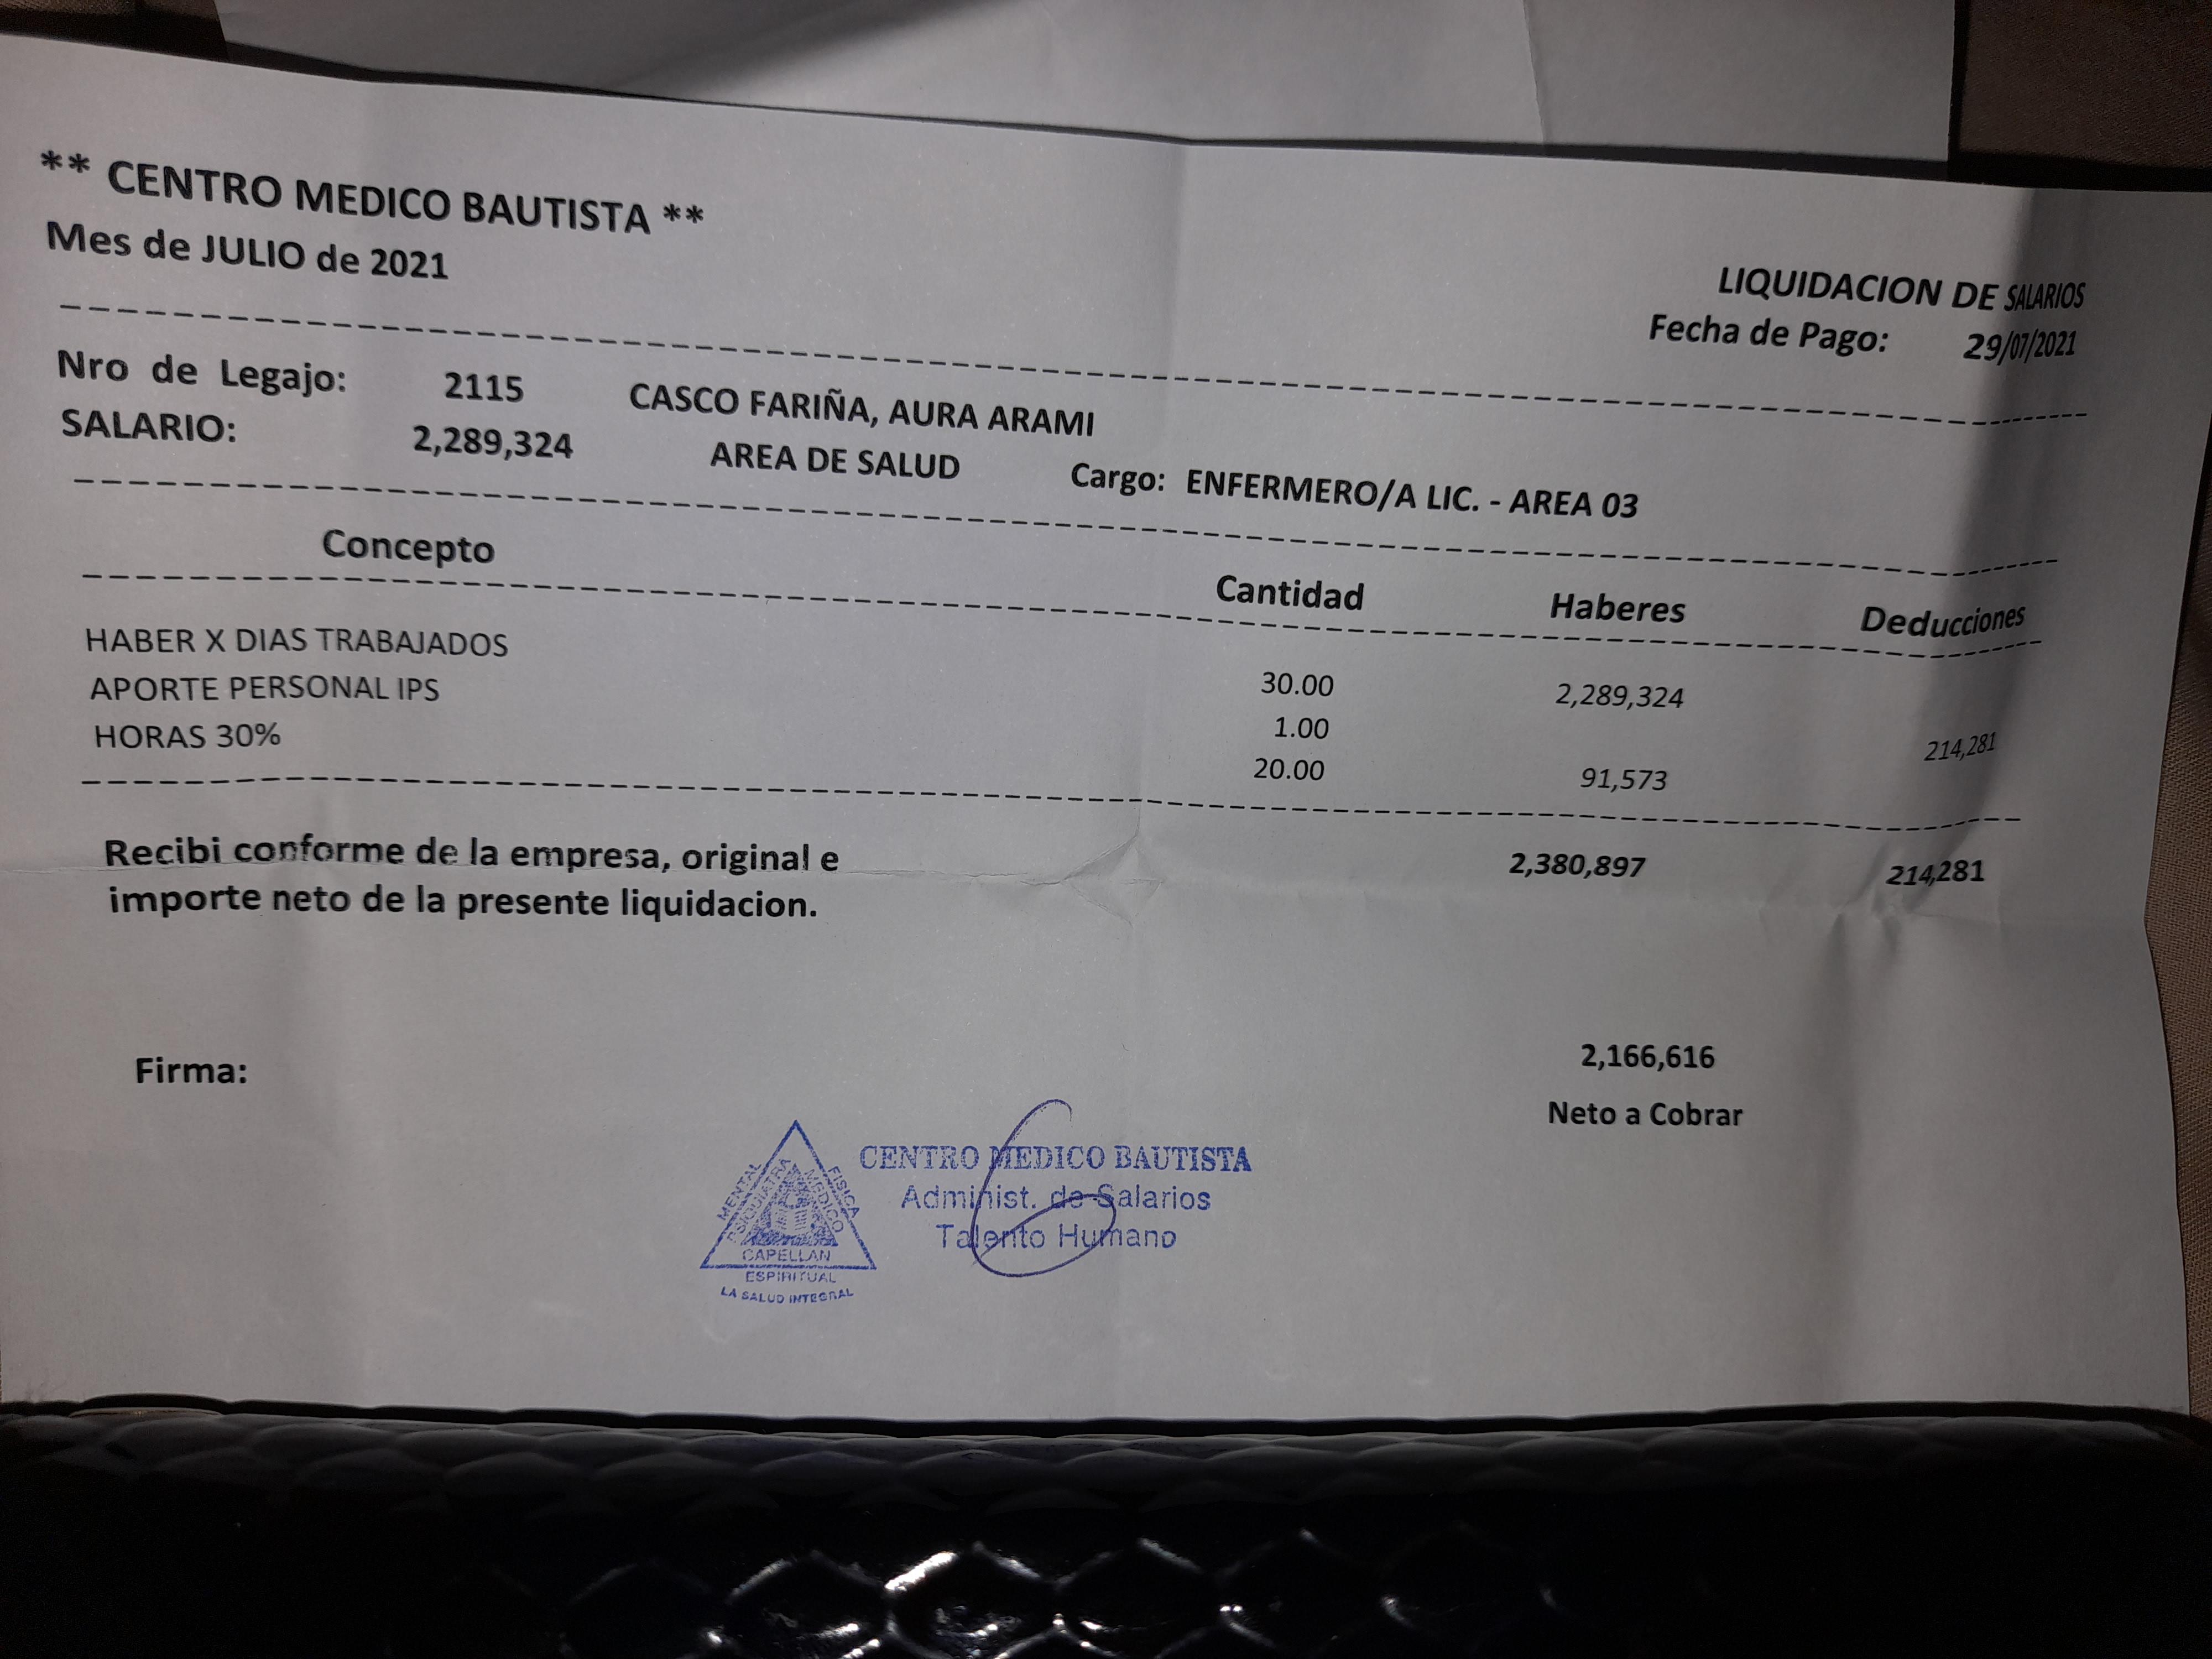 ** CENTRO MEDICO BAUTISTA **
Mes de JULIO de 2021
LIQUIDACION DE SALARIOS
Fecha de Pago: 29/07/2021
Nro de Legajo: 2115 CASCO FARIÑA, AURA ARAMI
SALARIO: 2,289,324 AREA DE SALUD Cargo: ENFERMERO/A LIC. - AREA 03
Concepto Cantidad Haberes Deducciones
HABER X DIAS TRABAJADOS 30.00 2,289,324
APORTE PERSONAL IPS 1.00 214,281
HORAS 30% 20.00 91,573
Recibi conforme de la empresa, original e 2,380,897 214,281
importe neto de la presente liquidacion.
Firma: 2,166,616
Neto a Cobrar
CENTRO MEDICO BAUTISTA
Administ. de Salarios
Talento Humano
MENTAL
PSIQUIATRA
MEDICO
FISICA
CAPELLAN
ESPIRITUAL
LA SALUD INTEGRAL